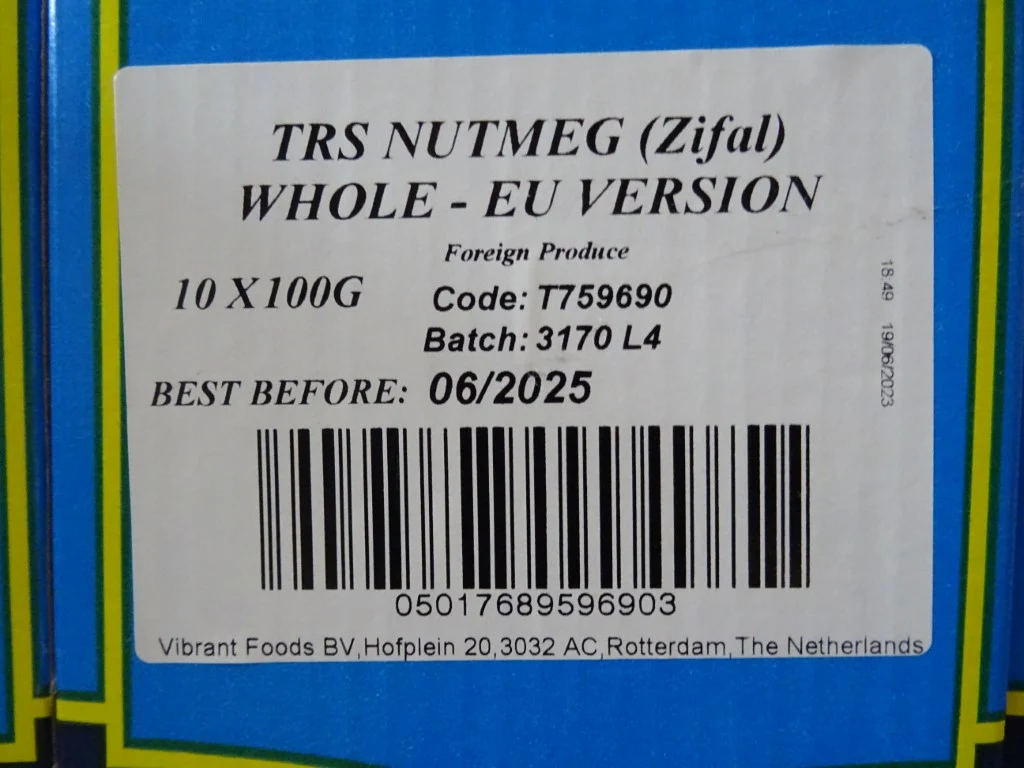 TRS NUTMEG (Zifal)
WHOLE - EU VERSION
Foreign Produce
10 X 100G
Code: T759690
Batch: 3170 L4
BEST BEFORE: 06/2025
18:49 19/06/2023
05017689596903
Vibrant Foods BV,Hofplein 20,3032 AC,Rotterdam,The Netherlands